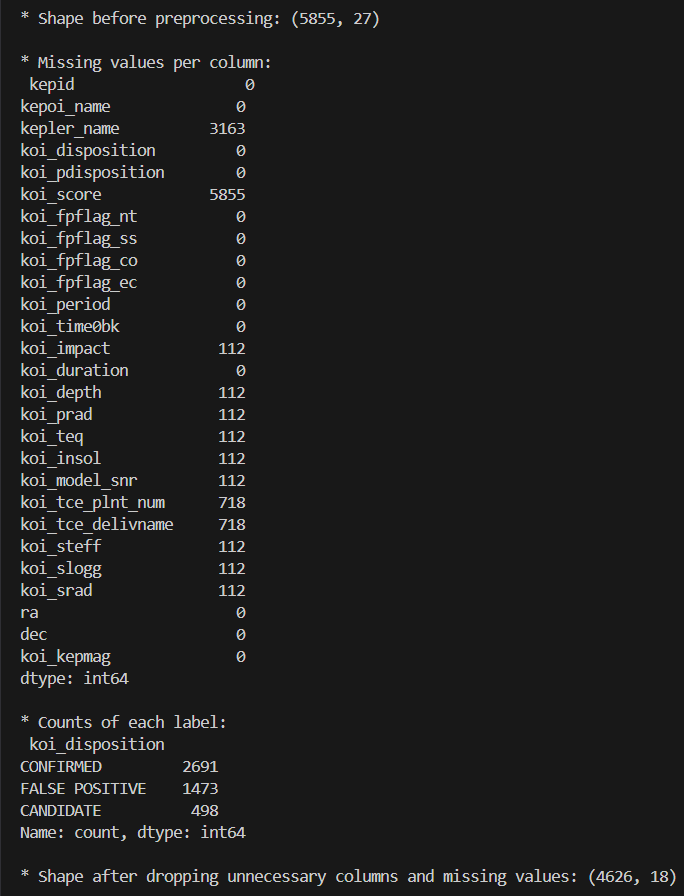 * Shape before preprocessing: (5855, 27)
* Missing values per column:
kepid 0
kepoi_name 0
kepler_name 3163
koi_disposition 0
koi_pdisposition 0
koi_score 5855
koi_fpflag_nt 0
koi_fpflag_ss 0
koi_fpflag_co 0
koi_fpflag_ec 0
koi_period 0
koi_time0bk 0
koi_impact 112
koi_duration 0
koi_depth 112
koi_prad 112
koi_teq 112
koi_insol 112
koi_model_snr 112
koi_tce_plnt_num 718
koi_tce_delivname 718
koi_steff 112
koi_slogg 112
koi_srad 112
ra 0
dec 0
koi_kepmag 0
dtype: int64
* Counts of each label:
koi_disposition
CONFIRMED 2691
FALSE POSITIVE 1473
CANDIDATE 498
Name: count, dtype: int64
* Shape after dropping unnecessary columns and missing values: (4626, 18)